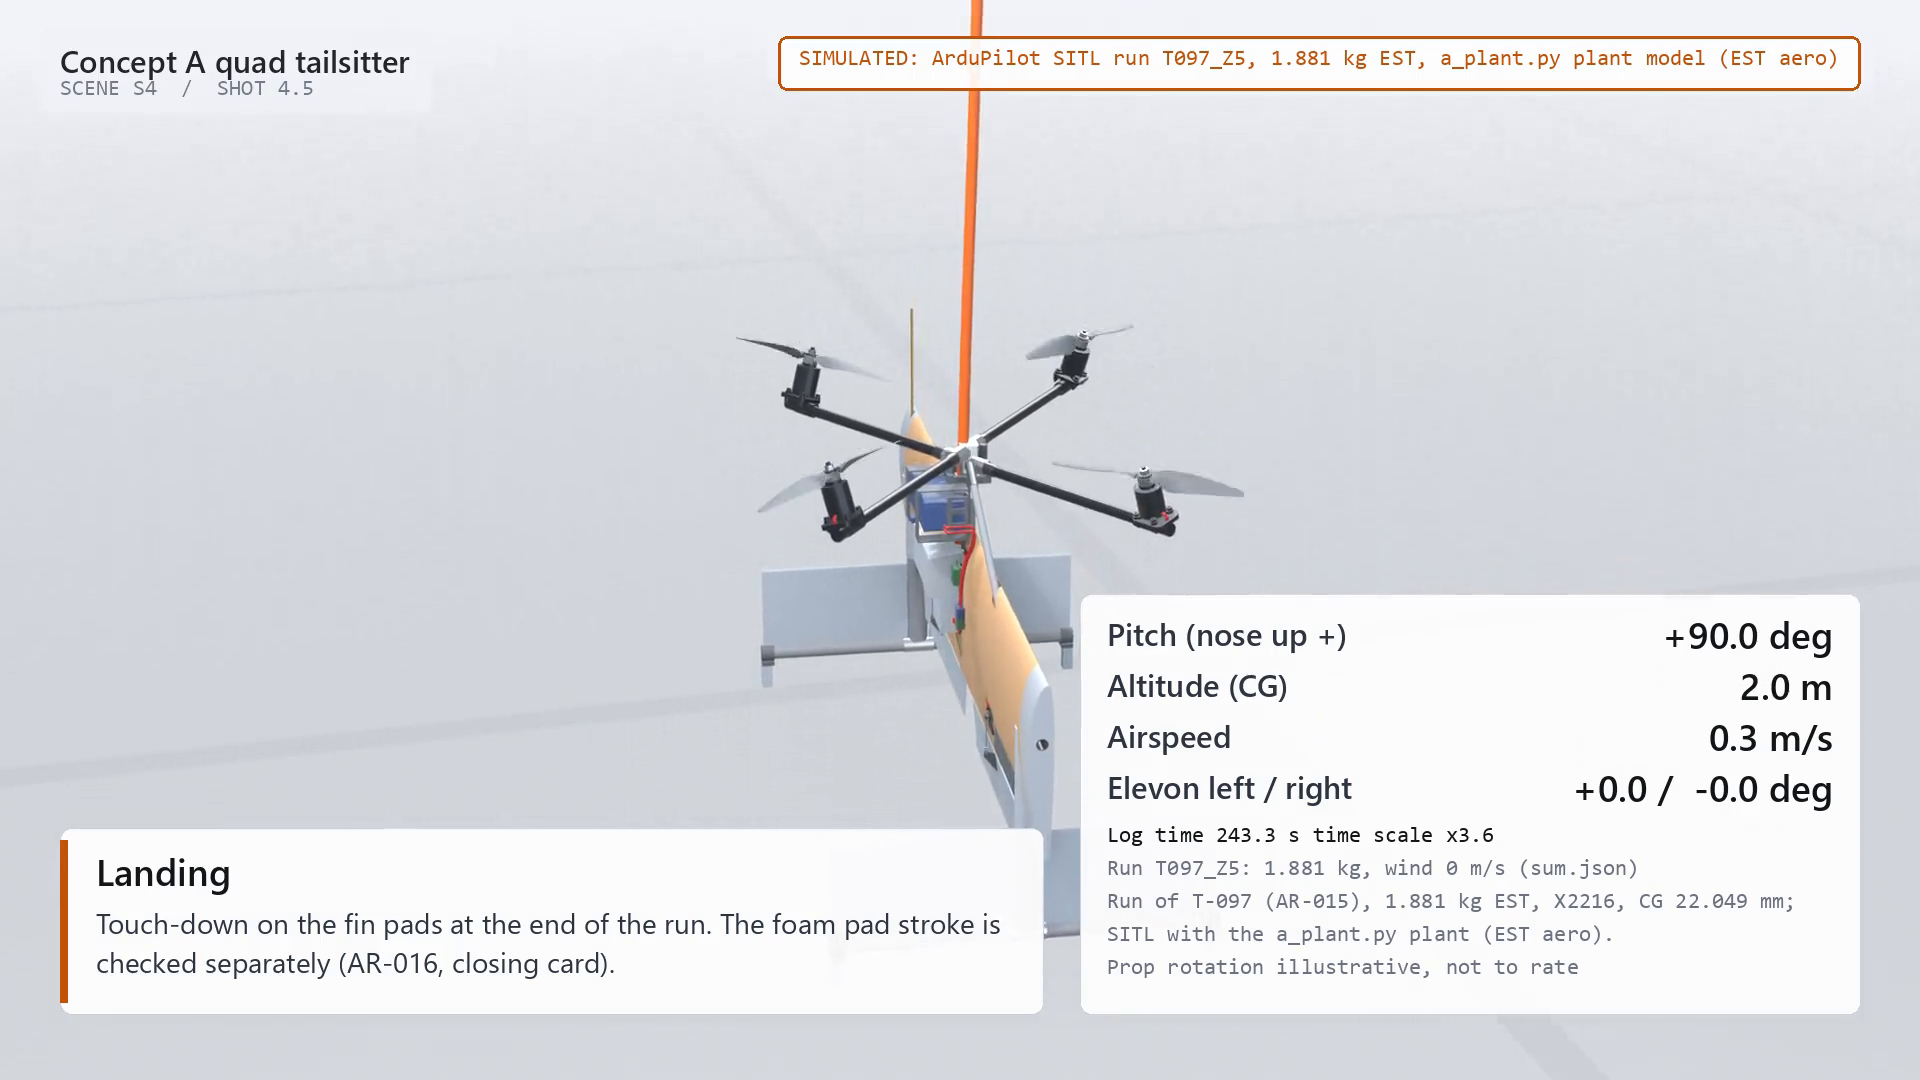 Concept A quad tailsitter
SCENE S4 / SHOT 4.5
SIMULATED: ArduPilot SITL run T097_Z5, 1.881 kg EST, a_plant.py plant model (EST aero)
Pitch (nose up +) +90.0 deg
Altitude (CG) 2.0 m
Airspeed 0.3 m/s
Elevon left / right +0.0 / -0.0 deg
Log time 243.3 s time scale x3.6
Run T097_Z5: 1.881 kg, wind 0 m/s (sum.json)
Run of T-097 (AR-015), 1.881 kg EST, X2216, CG 22.049 mm;
SITL with the a_plant.py plant (EST aero).
Prop rotation illustrative, not to rate
Landing
Touch-down on the fin pads at the end of the run. The foam pad stroke is
checked separately (AR-016, closing card).